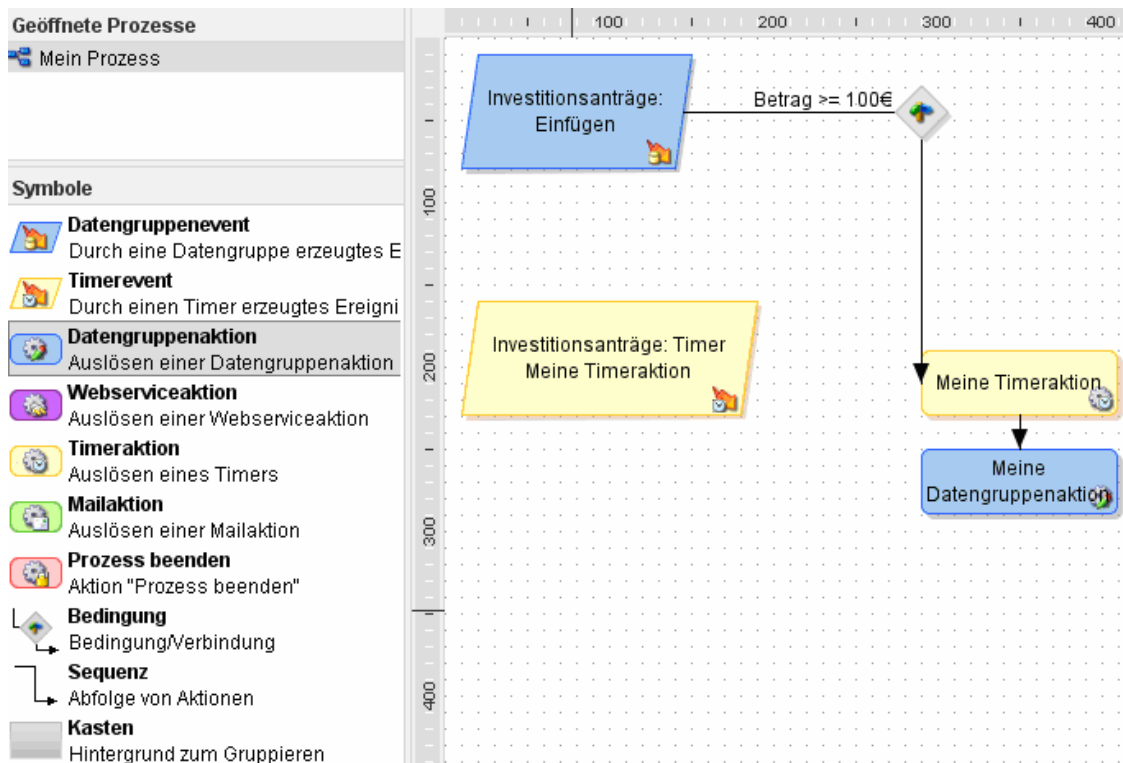 Geöffnete Prozesse
Mein Prozess
Symbole
Datengruppenevent
Durch eine Datengruppe erzeugtes E
Timerevent
Durch einen Timer erzeugtes Ereigni
Datengruppenaktion
Auslösen einer Datengruppenaktion
Webserviceaktion
Auslösen einer Webserviceaktion
Timeraktion
Auslösen eines Timers
Mailaktion
Auslösen einer Mailaktion
Prozess beenden
Aktion "Prozess beenden"
Bedingung
Bedingung/Verbindung
Sequenz
Abfolge von Aktionen
Kasten
Hintergrund zum Gruppieren
100 200 300 400
100
200
300
400
Investitionsanträge:
Einfügen
Betrag >= 100€
Investitionsanträge: Timer
Meine Timeraktion
Meine Timeraktion
Meine
Datengruppenaktion